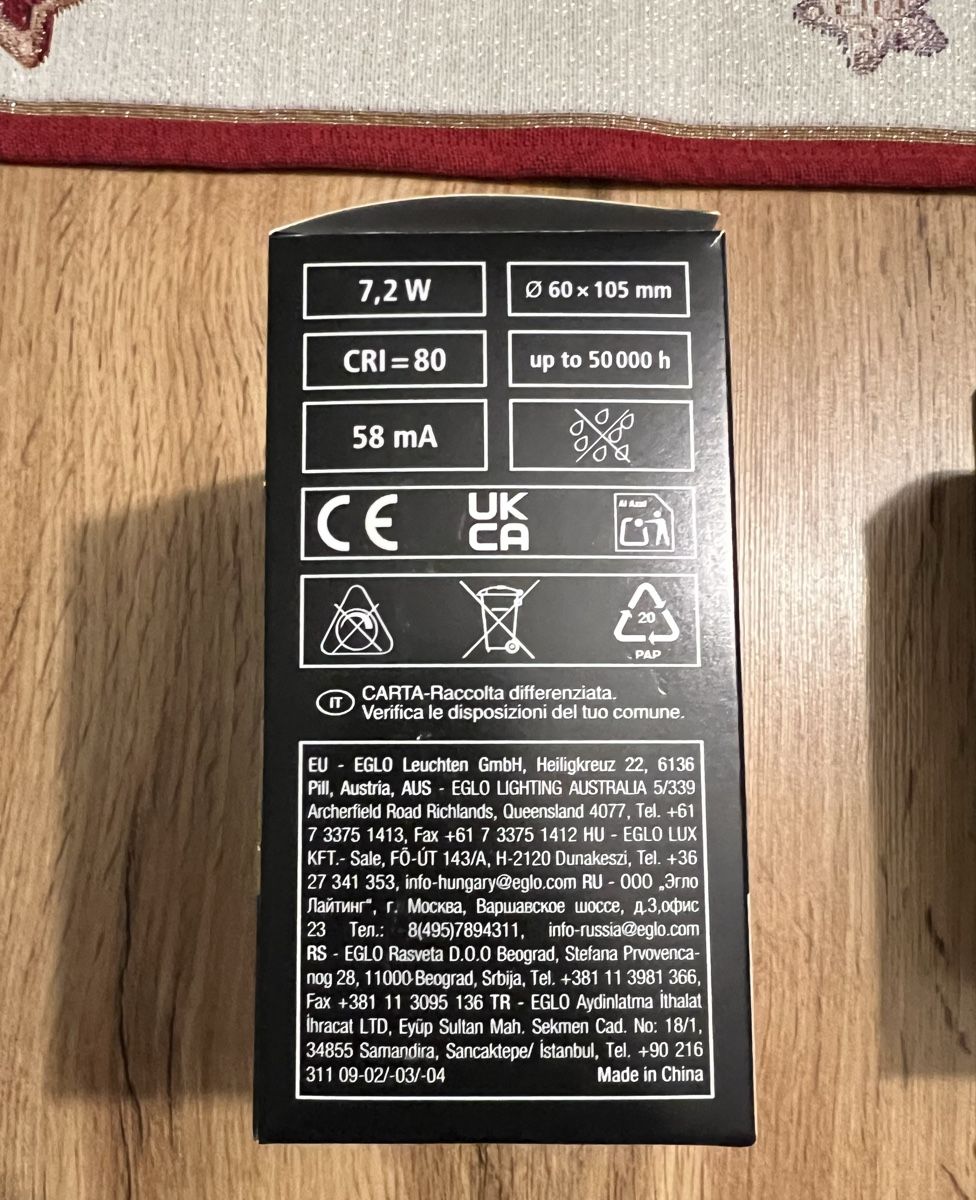 7,2 W
Ø 60 × 105 mm
CRI = 80
up to 50 000 h
58 mA
CE
UK
CA
20
PAP
IT
CARTA-Raccolta differenziata.
Verifica le disposizioni del tuo comune.
EU - EGLO Leuchten GmbH, Heiligkreuz 22, 6136
Pill, Austria, AUS - EGLO LIGHTING AUSTRALIA 5/339
Archerfield Road Richlands, Queensland 4077, Tel. +61
7 3375 1413, Fax +61 7 3375 1412 HU - EGLO LUX
KFT.- Sale, FŐ-ÚT 143/A, H-2120 Dunakeszi, Tel. +36
27 341 353, info-hungary@eglo.com RU - ООО „Эгло
Лайтинг“, г. Москва, Варшавское шоссе, д.3,офис
23 Тел.: 8(495)7894311, info-russia@eglo.com
RS - EGLO Rasveta D.O.O Beograd, Stefana Prvovenca-
nog 28, 11000 Beograd, Srbija, Tel. +381 11 3981 366,
Fax +381 11 3095 136 TR - EGLO Aydinlatma İthalat
İhracat LTD, Eyüp Sultan Mah. Sekmen Cad. No: 18/1,
34855 Samandira, Sancaktepe/ İstanbul, Tel. +90 216
311 09-02/-03/-04 Made in China